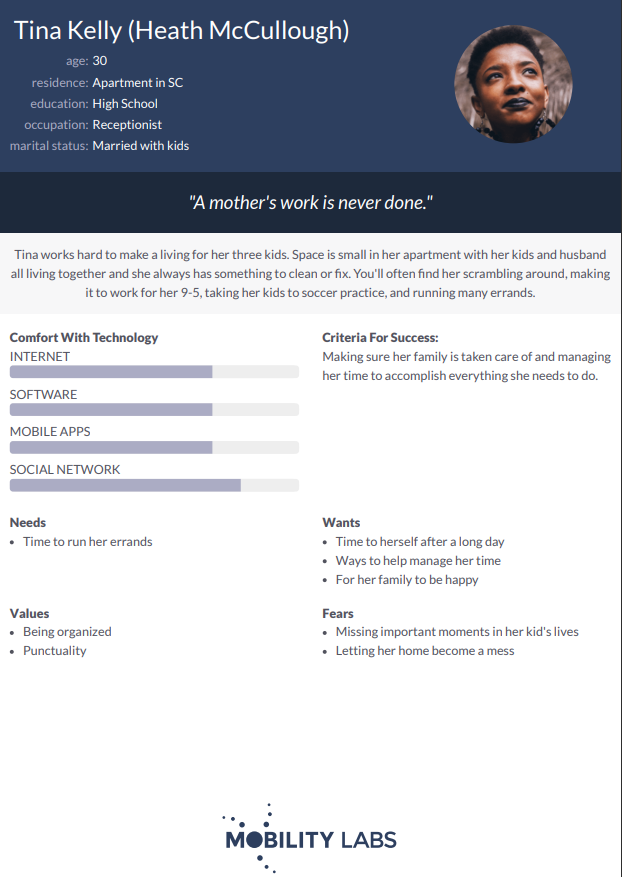 Tina Kelly (Heath McCullough)
age: 30
residence: Apartment in SC
education: High School
occupation: Receptionist
marital status: Married with kids
"A mother's work is never done."
Tina works hard to make a living for her three kids. Space is small in her apartment with her kids and husband
all living together and she always has something to clean or fix. You'll often find her scrambling around, making
it to work for her 9-5, taking her kids to soccer practice, and running many errands.
Comfort With Technology
INTERNET
SOFTWARE
MOBILE APPS
SOCIAL NETWORK
Criteria For Success:
Making sure her family is taken care of and managing
her time to accomplish everything she needs to do.
Needs
• Time to run her errands
Wants
• Time to herself after a long day
• Ways to help manage her time
• For her family to be happy
Values
• Being organized
• Punctuality
Fears
• Missing important moments in her kid's lives
• Letting her home become a mess
MOBILITY LABS